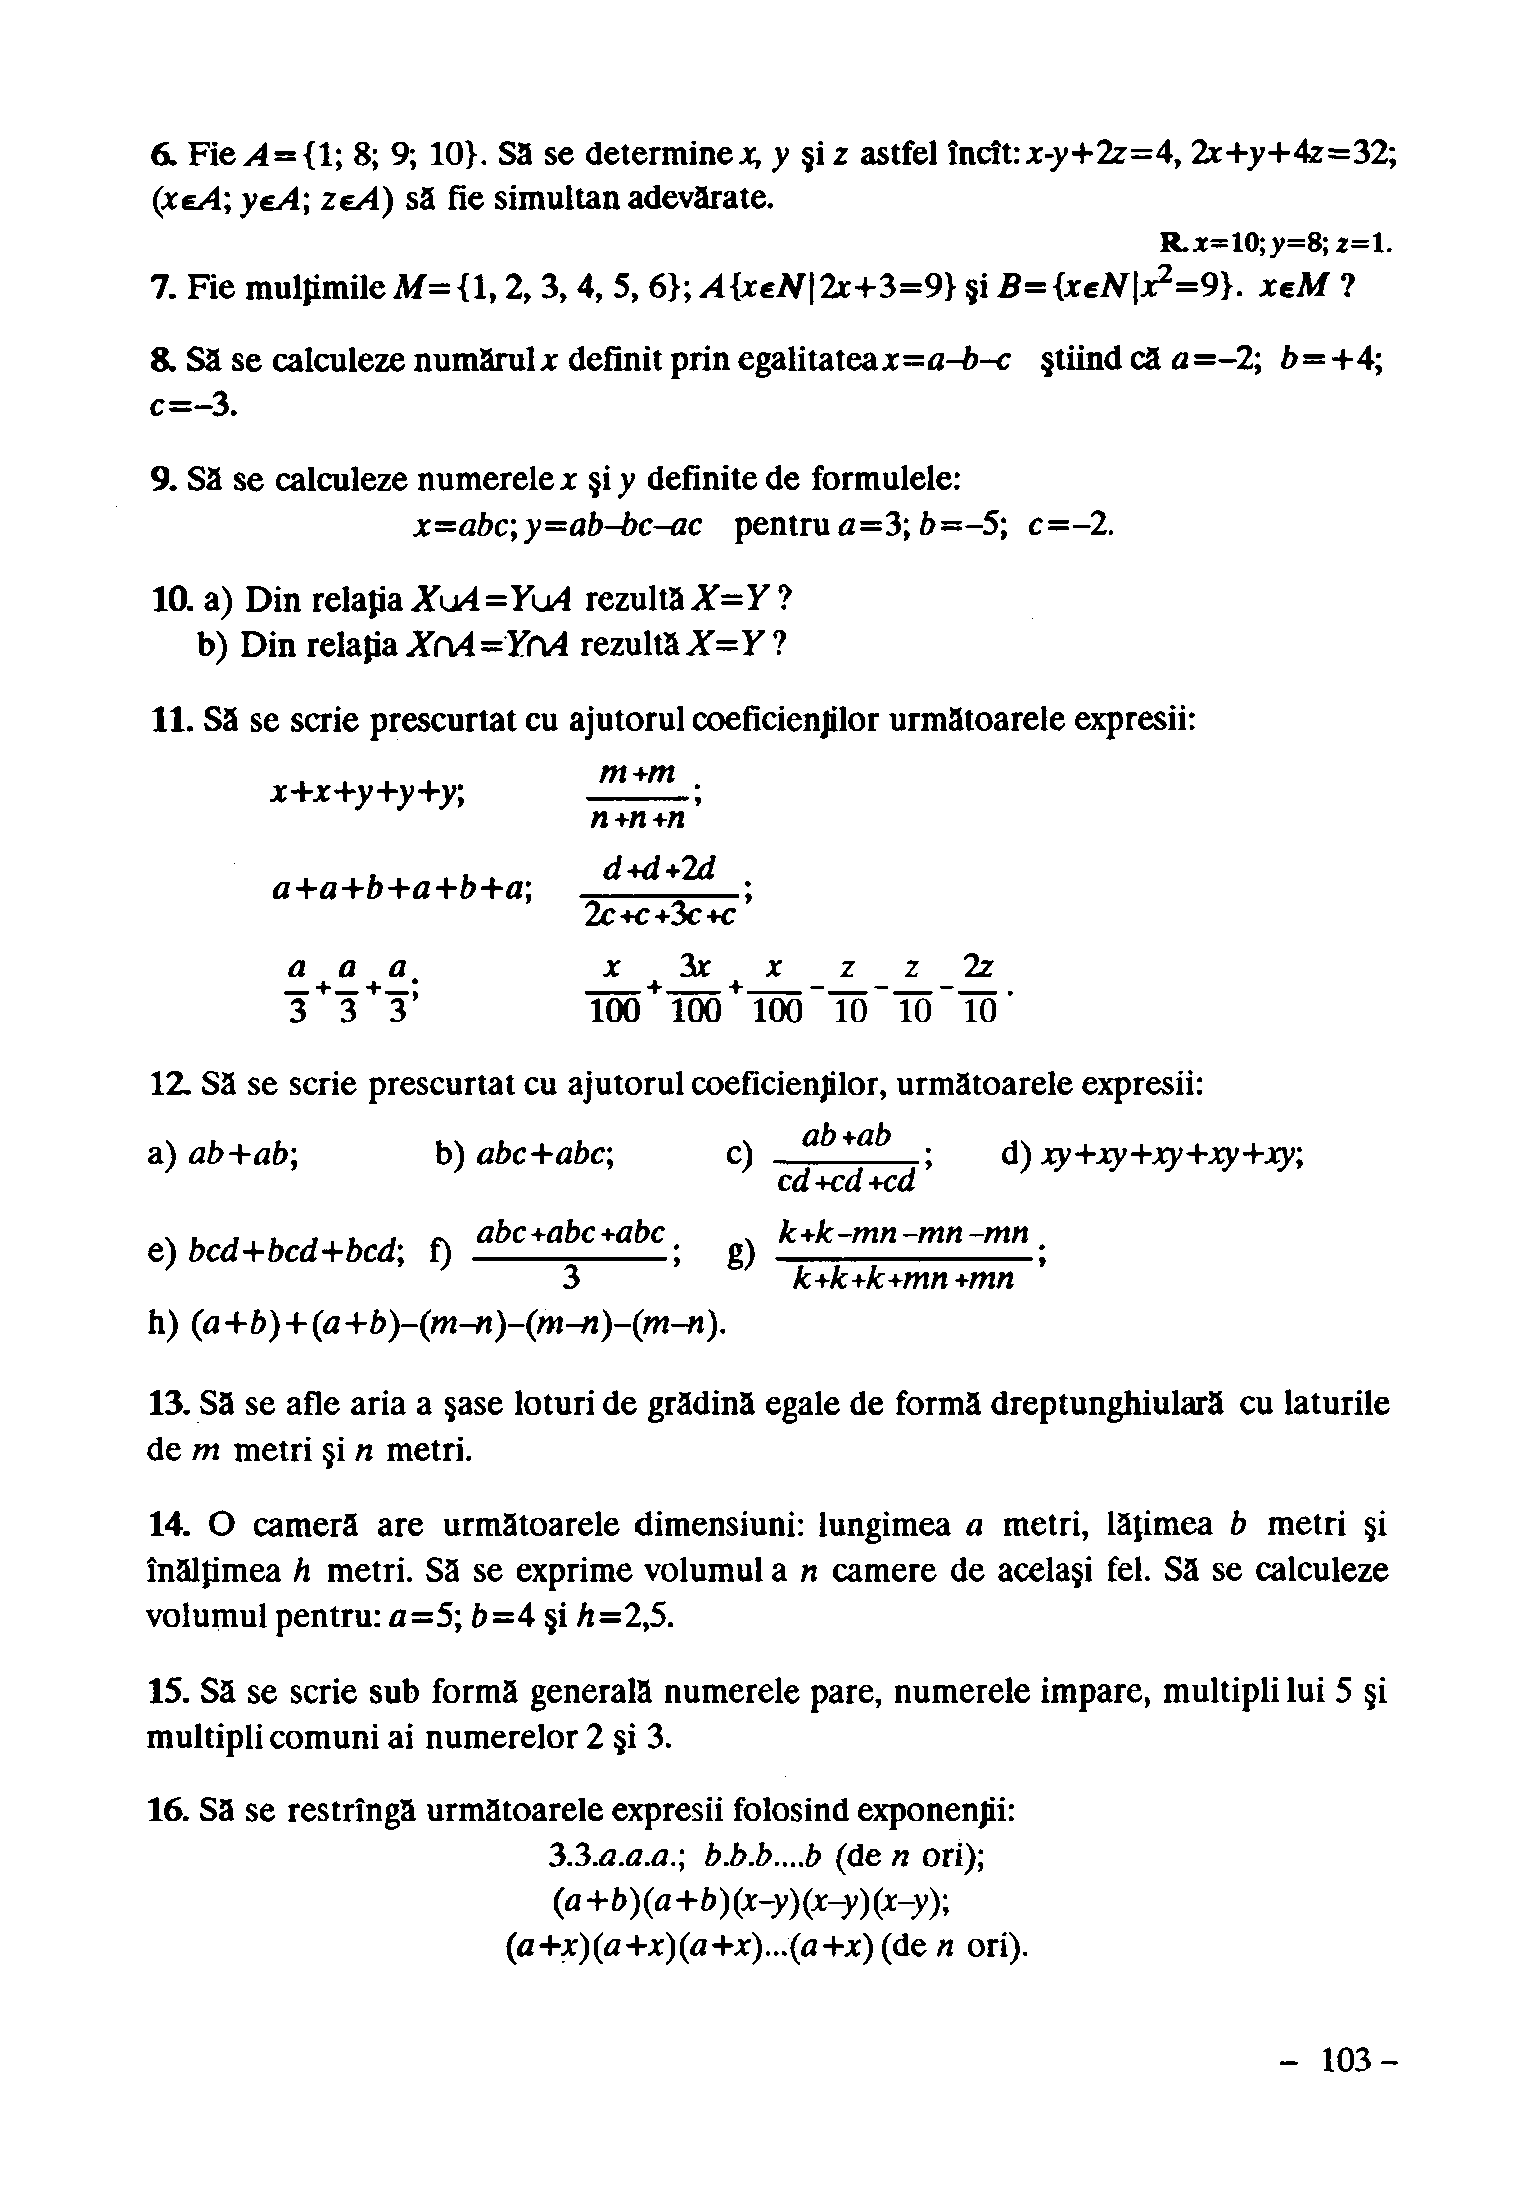 6. Fie A={1; 8; 9; 10}. Să se determine x, y şi z astfel încît: x-y+2z=4, 2x+y+4z=32;
(xϵA; yϵA; zϵA) să fie simultan adevărate.
R. x=10; y=8; z=1.
7. Fie mulţimile M={1, 2, 3, 4, 5, 6}; A{xϵN|2x+3=9} şi B={xϵN|x²=9}. xϵM ?
8. Să se calculeze numărul x definit prin egalitatea x=a–b–c ştiind că a=–2; b=+4;
c=–3.
9. Să se calculeze numerele x şi y definite de formulele:
x=abc; y=ab–bc–ac pentru a=3; b=–5; c=–2.
10. a) Din relaţia X∪A=Y∪A rezultă X=Y ?
b) Din relaţia X∩A=Y∩A rezultă X=Y ?
11. Să se scrie prescurtat cu ajutorul coeficienţilor următoarele expresii:
x+x+y+y+y; (m+m)/(n+n+n);
a+a+b+a+b+a; (d+d+2d)/(2c+c+3c+c);
a/3+a/3+a/3; x/100+3x/100+x/100-z/10-z/10-2z/10.
12. Să se scrie prescurtat cu ajutorul coeficienţilor, următoarele expresii:
a) ab+ab; b) abc+abc; c) (ab+ab)/(cd+cd+cd); d) xy+xy+xy+xy+xy;
e) bcd+bcd+bcd; f) (abc+abc+abc)/3; g) (k+k-mn-mn-mn)/(k+k+k+mn+mn);
h) (a+b)+(a+b)–(m–n)–(m–n)–(m–n).
13. Să se afle aria a şase loturi de grădină egale de formă dreptunghiulară cu laturile
de m metri şi n metri.
14. O cameră are următoarele dimensiuni: lungimea a metri, lăţimea b metri şi
înălţimea h metri. Să se exprime volumul a n camere de acelaşi fel. Să se calculeze
volumul pentru: a=5; b=4 şi h=2,5.
15. Să se scrie sub formă generală numerele pare, numerele impare, multipli lui 5 şi
multipli comuni ai numerelor 2 şi 3.
16. Să se restrîngă următoarele expresii folosind exponenţii:
3.3.a.a.a.; b.b.b....b (de n ori);
(a+b)(a+b)(x–y)(x–y)(x–y);
(a+x)(a+x)(a+x)...(a+x) (de n ori).
– 103 –